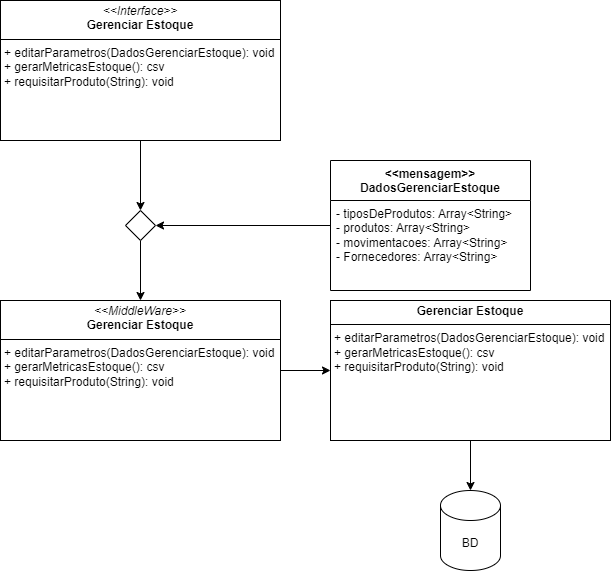 <<Interface>>
Gerenciar Estoque
+ editarParametros(DadosGerenciarEstoque): void
+ gerarMetricasEstoque(): csv
+ requisitarProduto(String): void
<<mensagem>>
DadosGerenciarEstoque
- tiposDeProdutos: Array<String>
- produtos: Array<String>
- movimentacoes: Array<String>
- Fornecedores: Array<String>
<<MiddleWare>>
Gerenciar Estoque
+ editarParametros(DadosGerenciarEstoque): void
+ gerarMetricasEstoque(): csv
+ requisitarProduto(String): void
Gerenciar Estoque
+ editarParametros(DadosGerenciarEstoque): void
+ gerarMetricasEstoque(): csv
+ requisitarProduto(String): void
BD